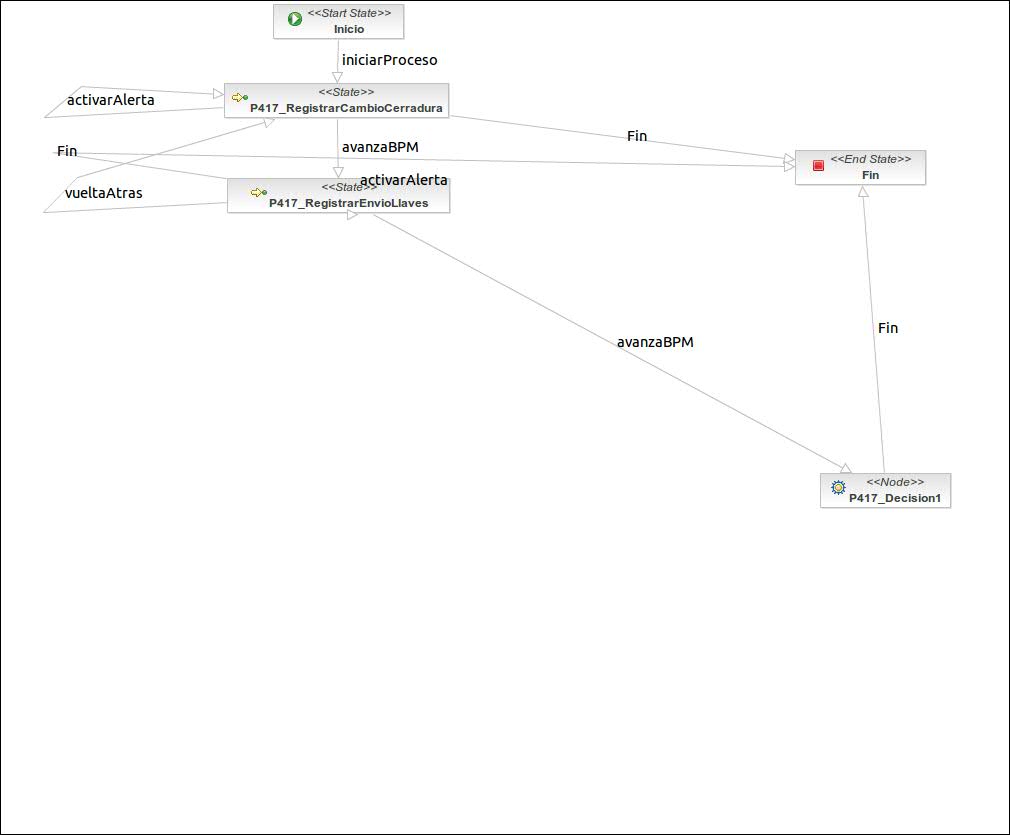 <<Start State>>
Inicio
iniciarProceso
<<State>>
P417_RegistrarCambioCerradura
activarAlerta
Fin
avanzaBPM
Fin
<<End State>>
Fin
activarAlerta
<<State>>
P417_RegistrarEnvioLlaves
vueltaAtras
Fin
avanzaBPM
<<Node>>
P417_Decision1